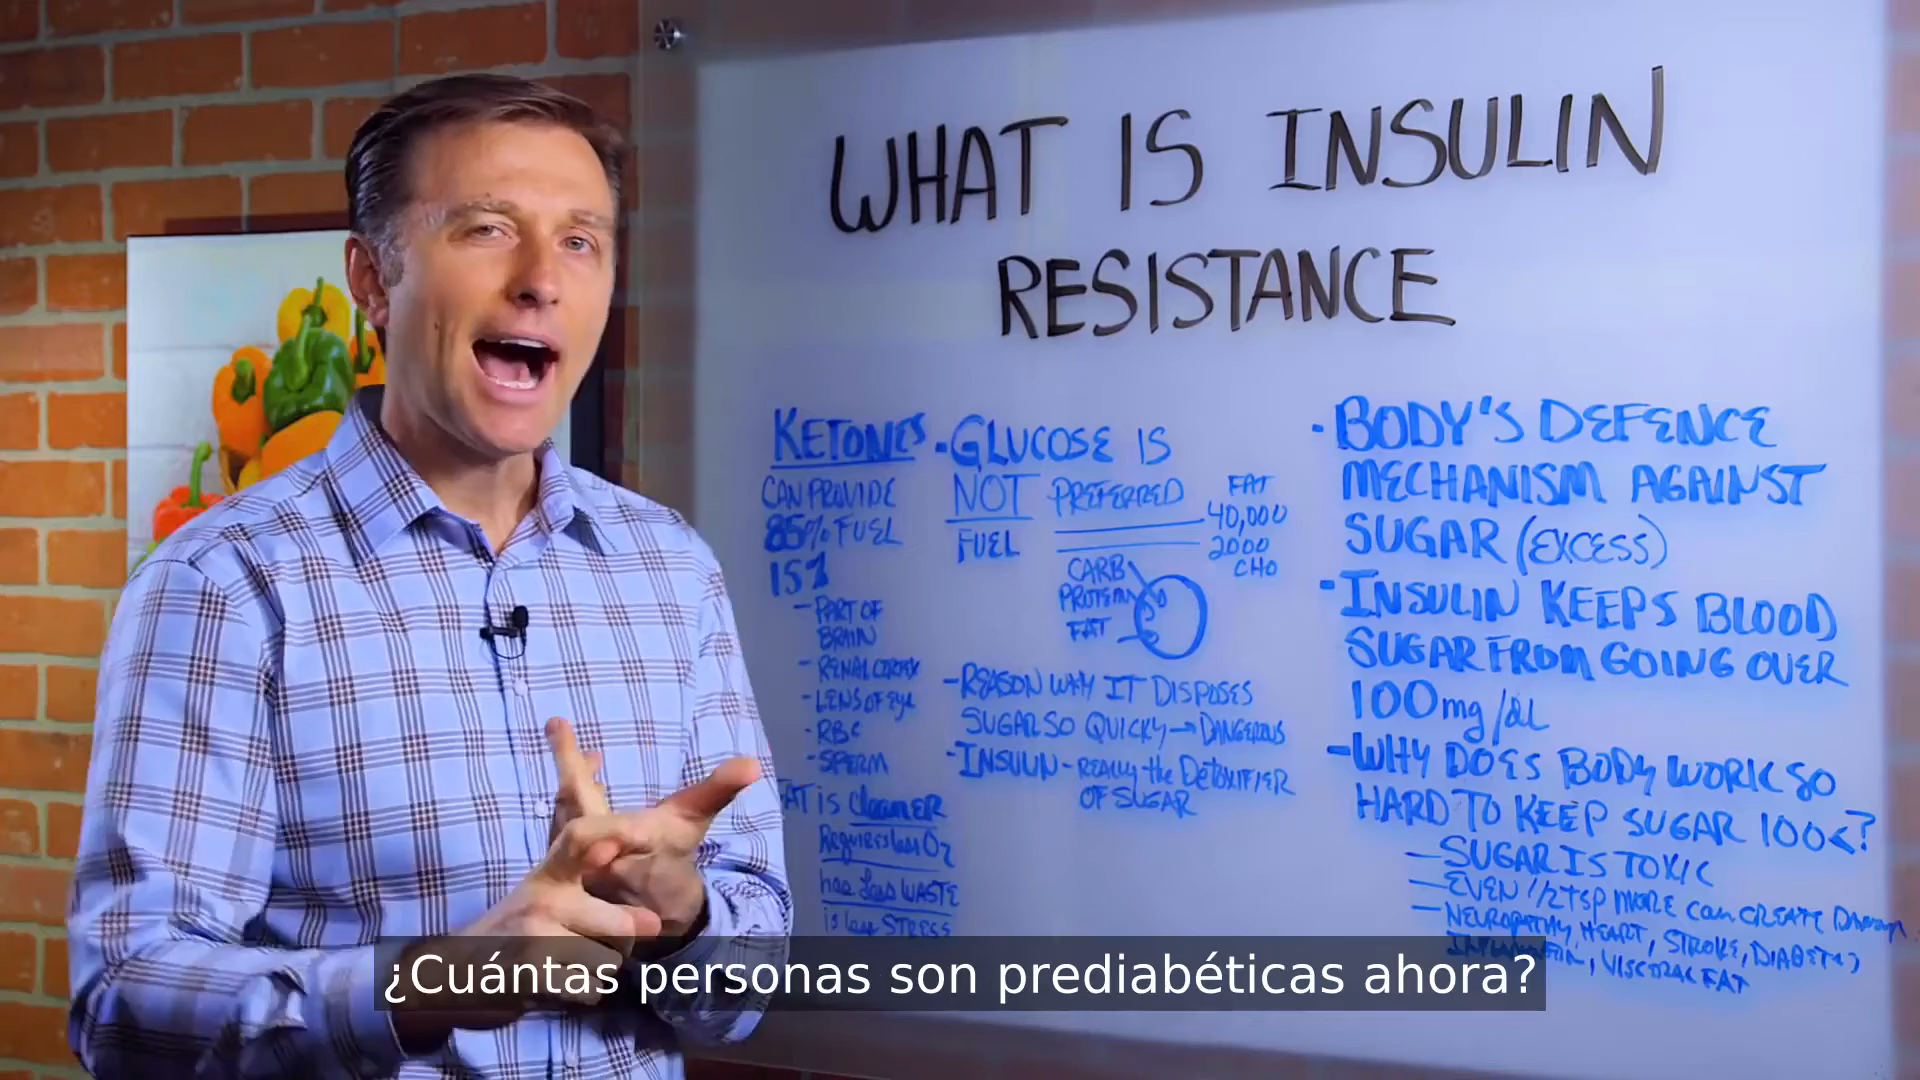 WHAT IS INSULIN
RESISTANCE
KETONES
CAN PROVIDE
85% FUEL
15%
- PART OF
BRAIN
- RENAL CORTEX
- LENS OF EYE
- RBC
- SPERM
FAT IS CLEANER
REQUIRES less O2
has less WASTE
is less STRESS
· GLUCOSE IS
NOT PREFERRED
FUEL
FAT
40,000
2000
CHO
CARB
PROTEIN
FAT
- REASON WHY IT DISPOSES
SUGAR SO QUICKLY → DANGEROUS
- INSULIN - REALLY the DETOXIFIER
OF SUGAR
· BODY'S DEFENCE
MECHANISM AGAINST
SUGAR (EXCESS)
· INSULIN KEEPS BLOOD
SUGAR FROM GOING OVER
100mg/dL
- WHY DOES BODY WORK SO
HARD TO KEEP SUGAR 100<?
- SUGAR IS TOXIC
- EVEN 1/2 TSP MORE can CREATE
- NEUROPATHY, HEART, STROKE, DIABETES
, VISCERAL FAT
¿Cuántas personas son prediabéticas ahora?